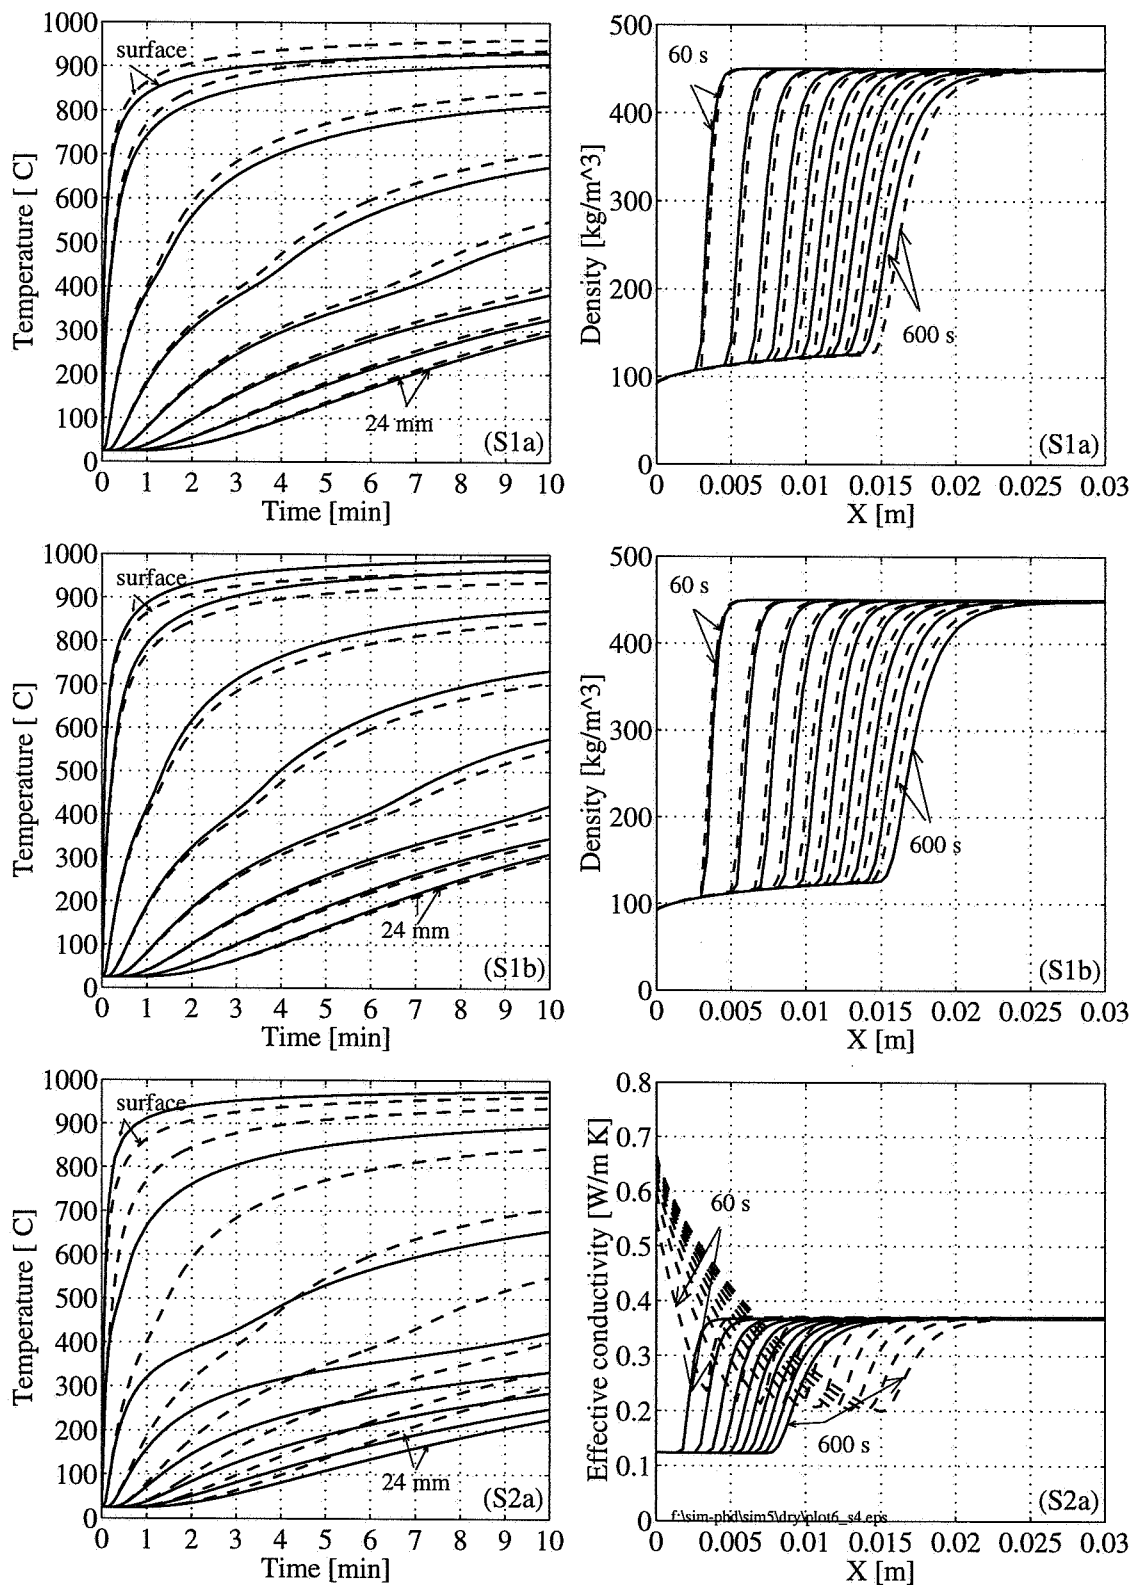 1000
900
800
700
600
500
400
300
200
100
0
Temperature [ C]
surface
24 mm
(S1a)
0 1 2 3 4 5 6 7 8 9 10
Time [min]
500
400
300
200
100
0
Density [kg/m^3]
60 s
600 s
(S1a)
0 0.005 0.01 0.015 0.02 0.025 0.03
X [m]
1000
900
800
700
600
500
400
300
200
100
0
Temperature [ C]
surface
24 mm
(S1b)
0 1 2 3 4 5 6 7 8 9 10
Time [min]
500
400
300
200
100
0
Density [kg/m^3]
60 s
600 s
(S1b)
0 0.005 0.01 0.015 0.02 0.025 0.03
X [m]
1000
900
800
700
600
500
400
300
200
100
0
Temperature [ C]
surface
24 mm
(S2a)
0 1 2 3 4 5 6 7 8 9 10
Time [min]
0.8
0.7
0.6
0.5
0.4
0.3
0.2
0.1
0
Effective conductivity [W/m K]
60 s
600 s
(S2a)
f:\sim-phd\sim5\dry\plot6_s4.eps
0 0.005 0.01 0.015 0.02 0.025 0.03
X [m]